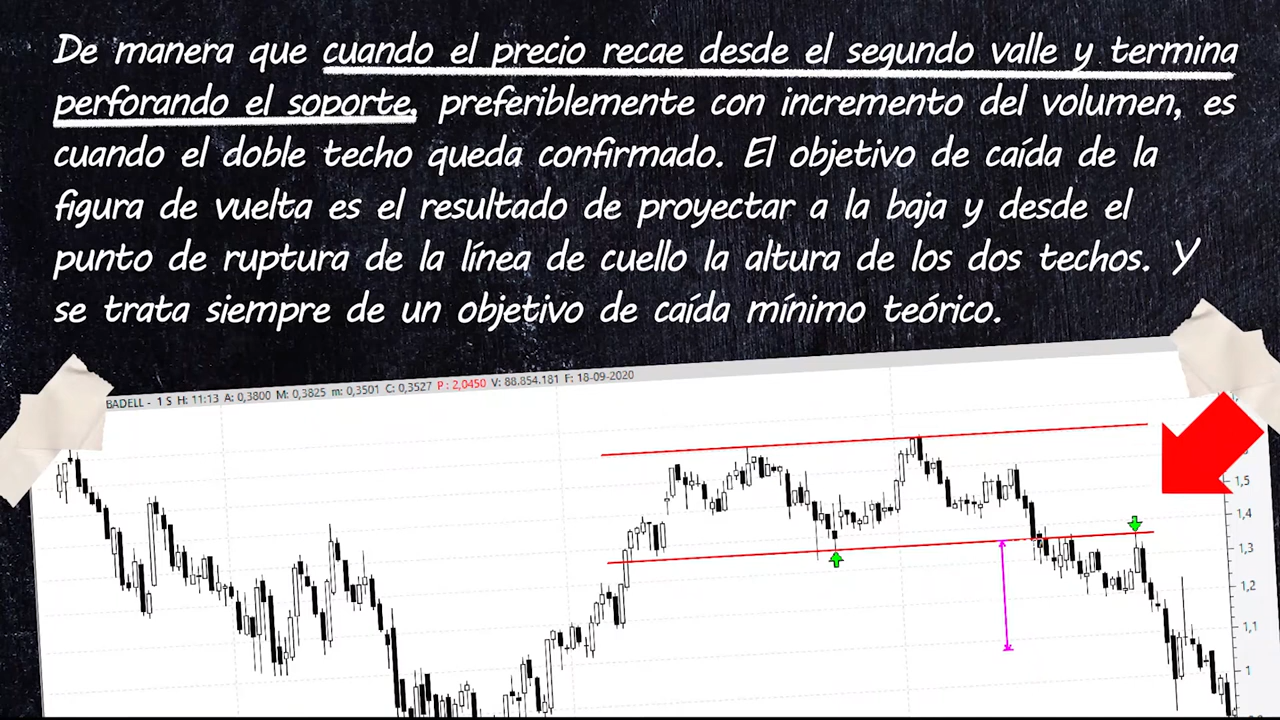 De manera que cuando el precio recae desde el segundo valle y termina
perforando el soporte, preferiblemente con incremento del volumen, es
cuando el doble techo queda confirmado. El objetivo de caída de la
figura de vuelta es el resultado de proyectar a la baja y desde el
punto de ruptura de la línea de cuello la altura de los dos techos. Y
se trata siempre de un objetivo de caída mínimo teórico.
BADELL - 1 S H: 11:13 A: 0,3800 M: 0,3825 m: 0,3501 C: 0,3527 P: 2,0450 V: 88.854.181 F: 18-09-2020
1,5
1,4
1,3
1,2
1,1
1